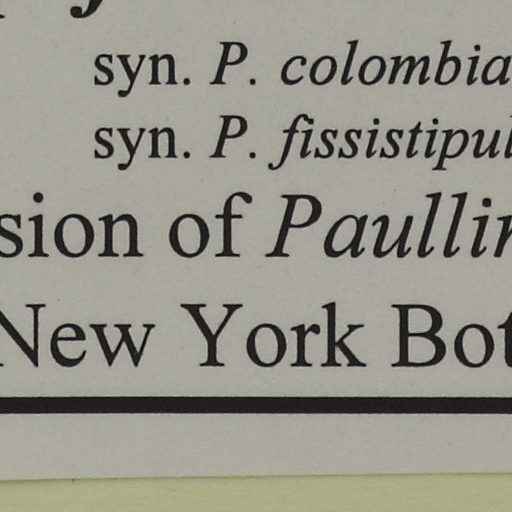 syn. P. colombia
syn. P. fissistipul
sion of Paullin
New York Bot